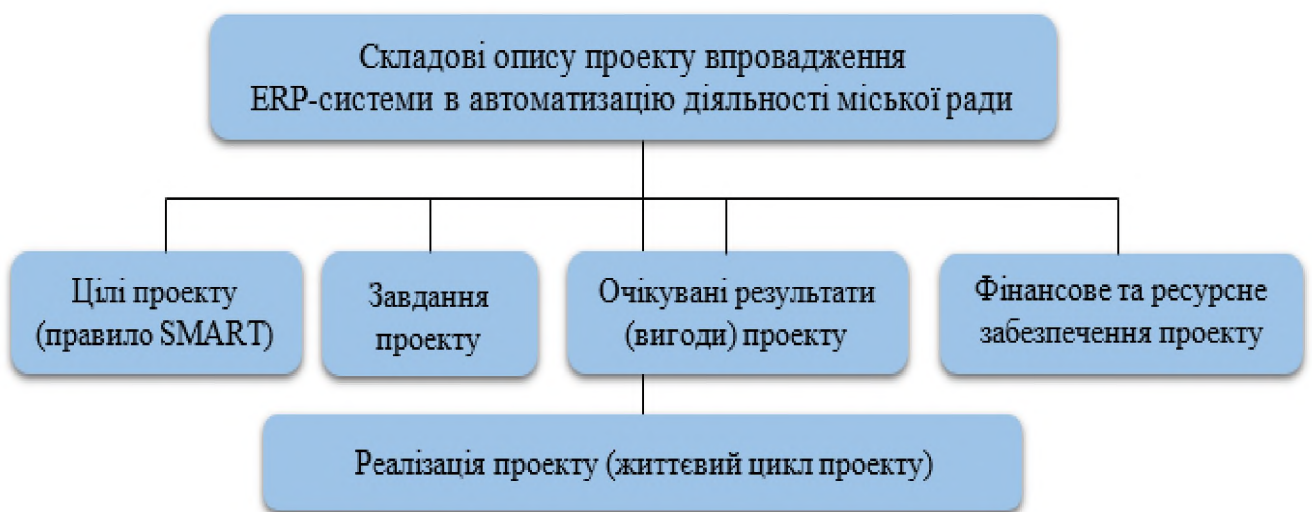 Складові опису проекту впровадження
ERP-системи в автоматизацію діяльності міської ради
Цілі проекту
(правило SMART)
Завдання
проекту
Очікувані результати
(вигоди) проекту
Фінансове та ресурсне
забезпечення проекту
Реалізація проекту (життєвий цикл проекту)